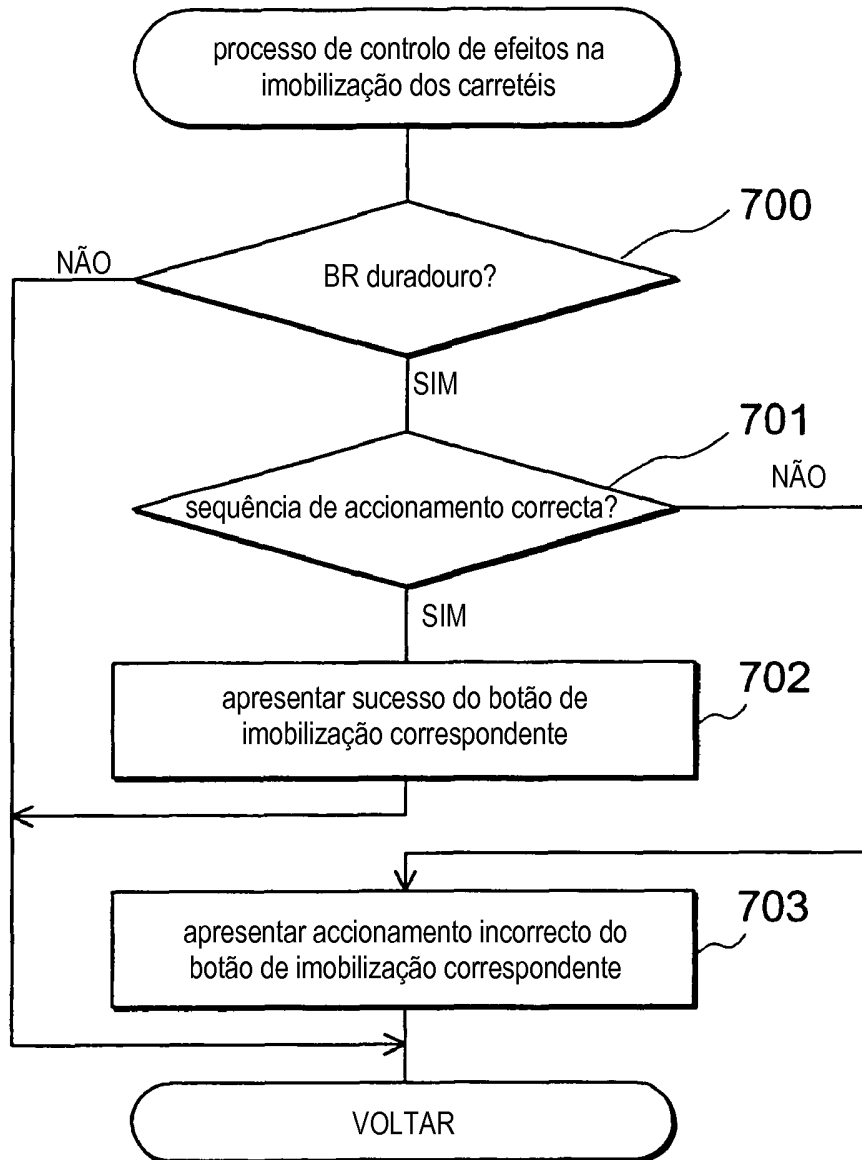 processo de controlo de efeitos na
imobilização dos carretéis
700
NÃO
BR duradouro?
SIM
701
NÃO
sequência de accionamento correcta?
SIM
702
apresentar sucesso do botão de
imobilização correspondente
703
apresentar accionamento incorrecto do
botão de imobilização correspondente
VOLTAR